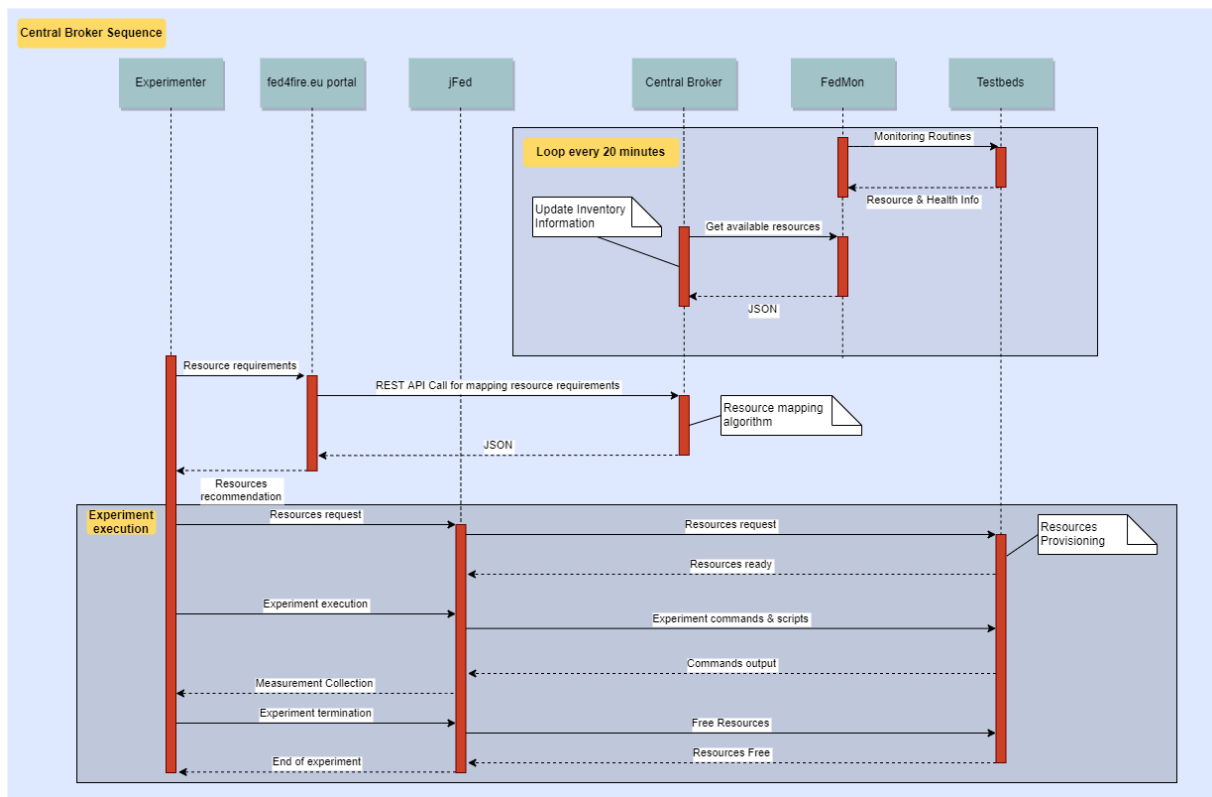 Central Broker Sequence
Experimenter
fed4fire.eu portal
jFed
Central Broker
FedMon
Testbeds
Loop every 20 minutes
Monitoring Routines
Resource & Health Info
Update Inventory
Information
Get available resources
JSON
Resource requirements
REST API Call for mapping resource requirements
Resource mapping
algorithm
JSON
Resources
recommendation
Experiment
execution
Resources request
Resources request
Resources
Provisioning
Resources ready
Experiment execution
Experiment commands & scripts
Commands output
Measurement Collection
Experiment termination
Free Resources
Resources Free
End of experiment